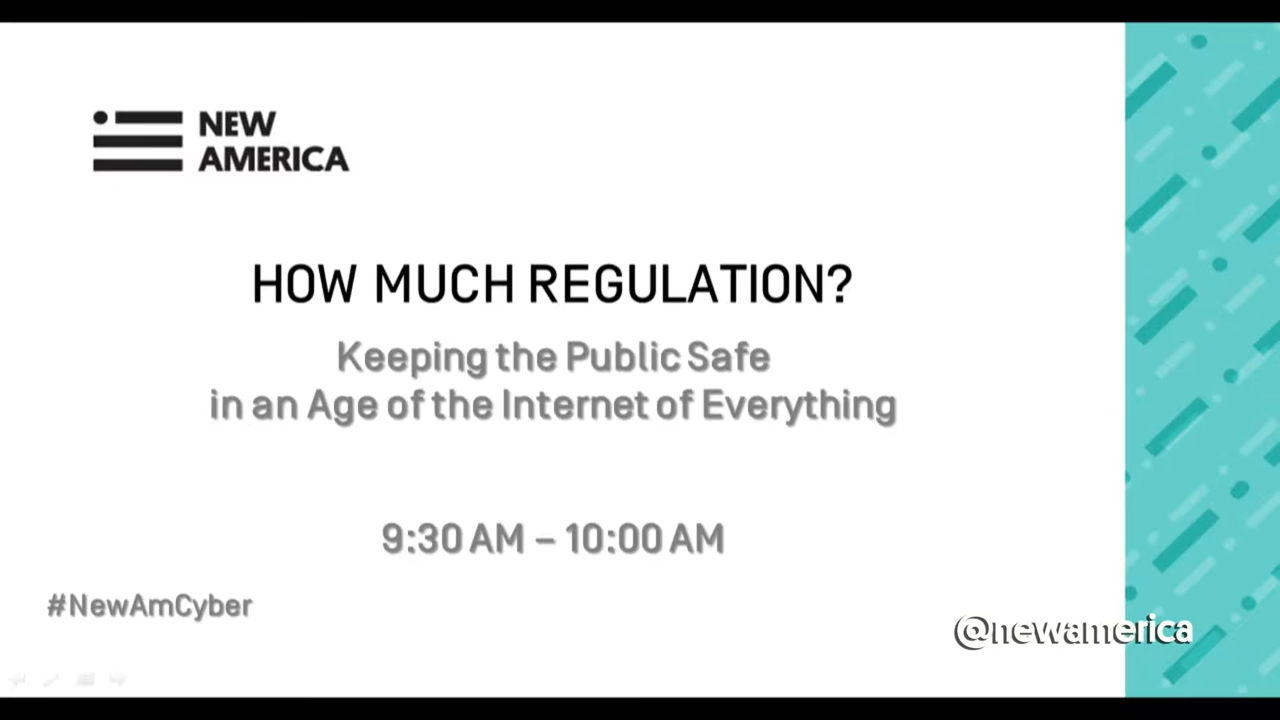 NEW
AMERICA
HOW MUCH REGULATION?
Keeping the Public Safe
in an Age of the Internet of Everything
9:30 AM – 10:00 AM
#NewAmCyber
@newamerica